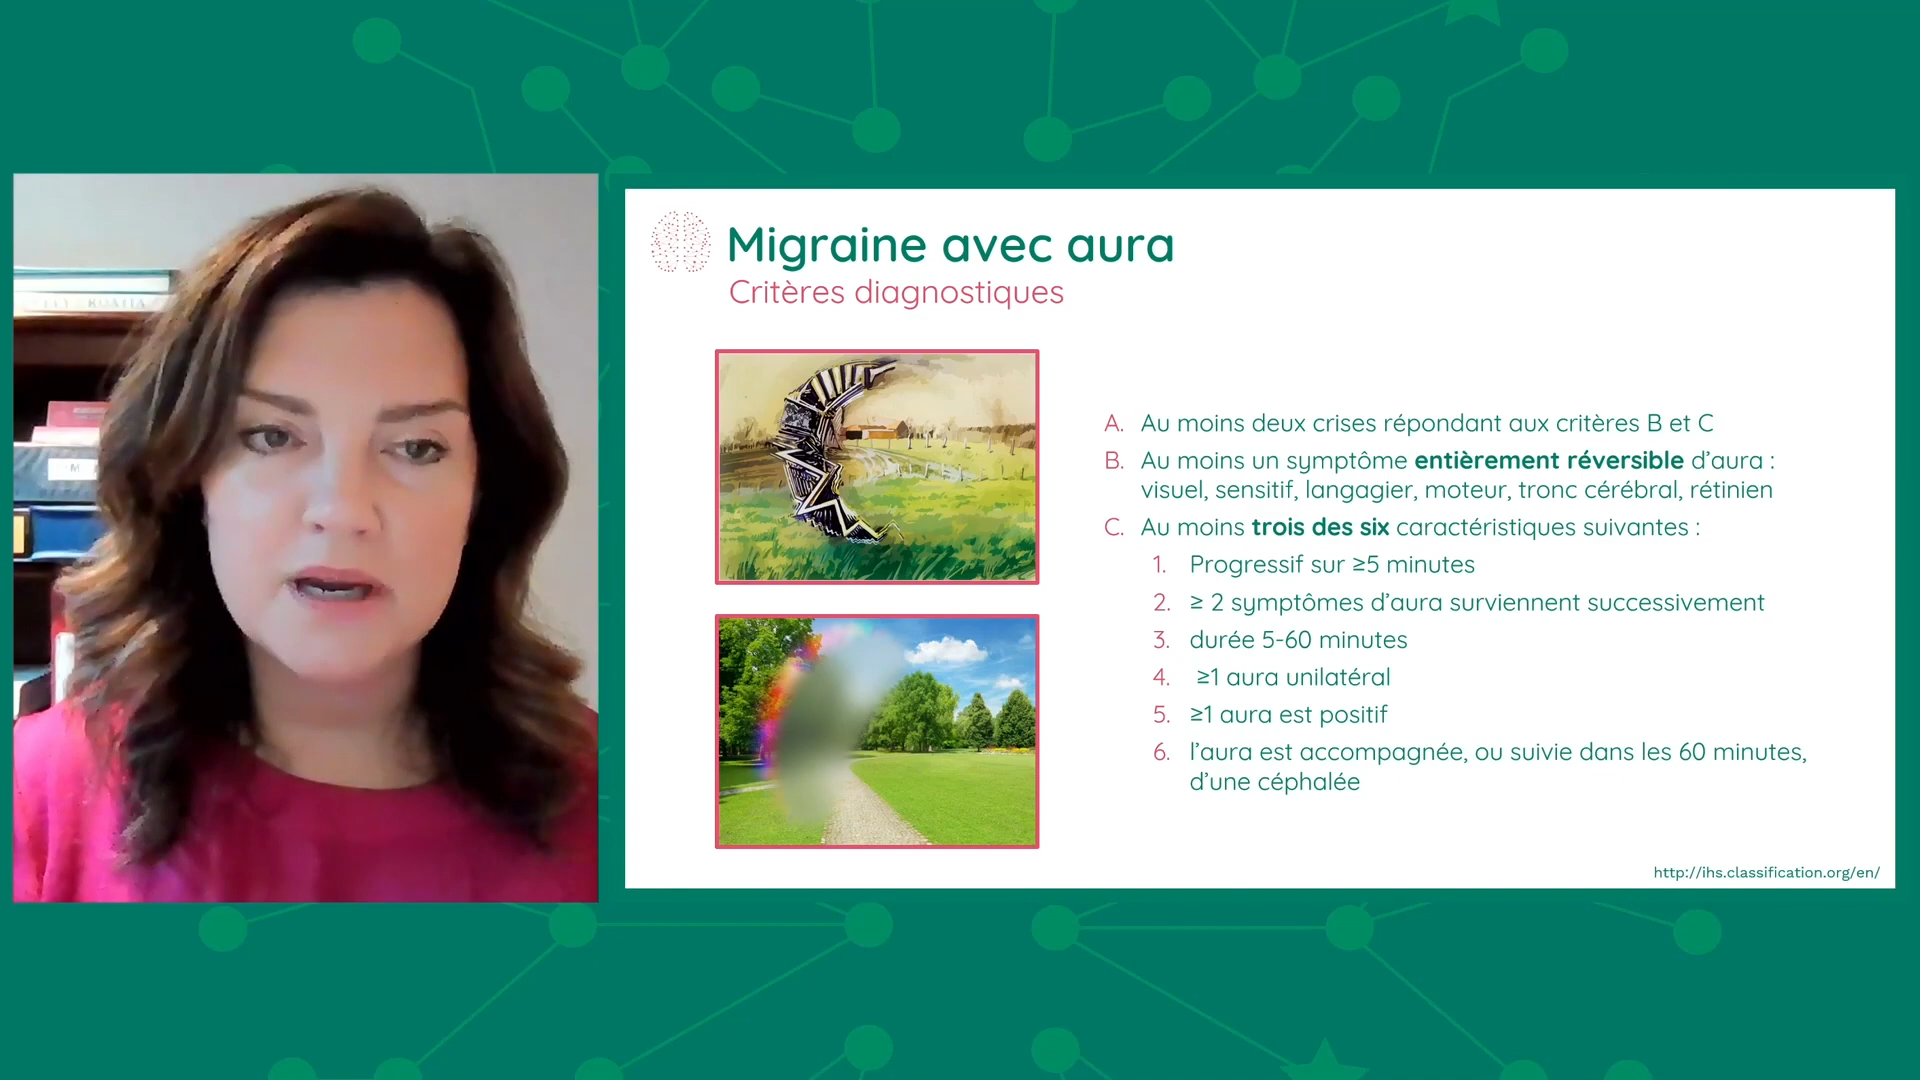 Migraine avec aura
Critères diagnostiques
A. Au moins deux crises répondant aux critères B et C
B. Au moins un symptôme entièrement réversible d’aura :
visuel, sensitif, langagier, moteur, tronc cérébral, rétinien
C. Au moins trois des six caractéristiques suivantes :
1. Progressif sur ≥5 minutes
2. ≥ 2 symptômes d’aura surviennent successivement
3. durée 5-60 minutes
4. ≥1 aura unilatéral
5. ≥1 aura est positif
6. l’aura est accompagnée, ou suivie dans les 60 minutes,
d’une céphalée
http://ihs.classification.org/en/